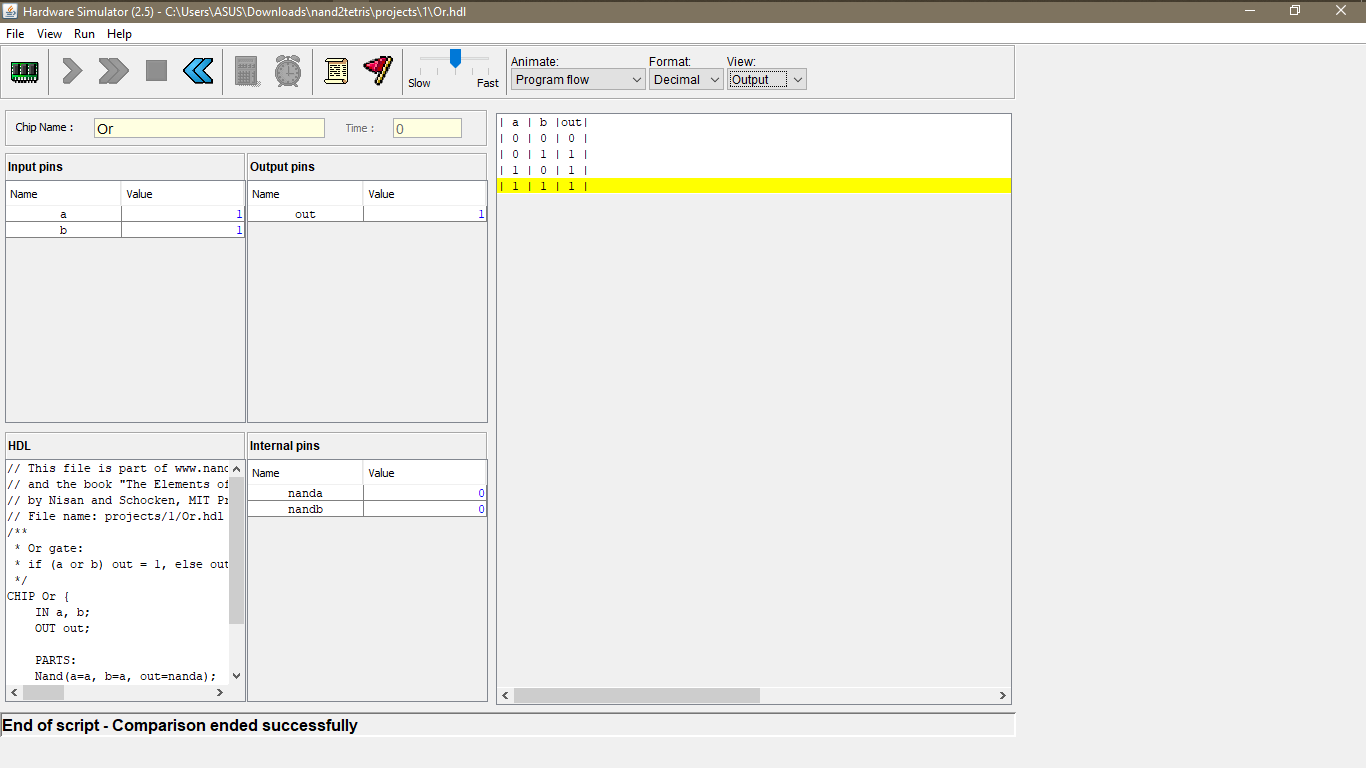 Hardware Simulator (2.5) - C:\Users\ASUS\Downloads\nand2tetris\projects\1\Or.hdl
File View Run Help
Slow Fast
Animate: Format: View:
Program flow Decimal Output
Chip Name : Or Time : 0
Input pins Output pins
Name Value Name Value
a 1 out 1
b 1
| a | b |out|
| 0 | 0 | 0 |
| 0 | 1 | 1 |
| 1 | 0 | 1 |
| 1 | 1 | 1 |
HDL
// This file is part of www.nand
// and the book "The Elements of
// by Nisan and Schocken, MIT Pr
// File name: projects/1/Or.hdl
/**
* Or gate:
* if (a or b) out = 1, else out
*/
CHIP Or {
IN a, b;
OUT out;
PARTS:
Nand(a=a, b=a, out=nanda);
Internal pins
Name Value
nanda 0
nandb 0
End of script - Comparison ended successfully